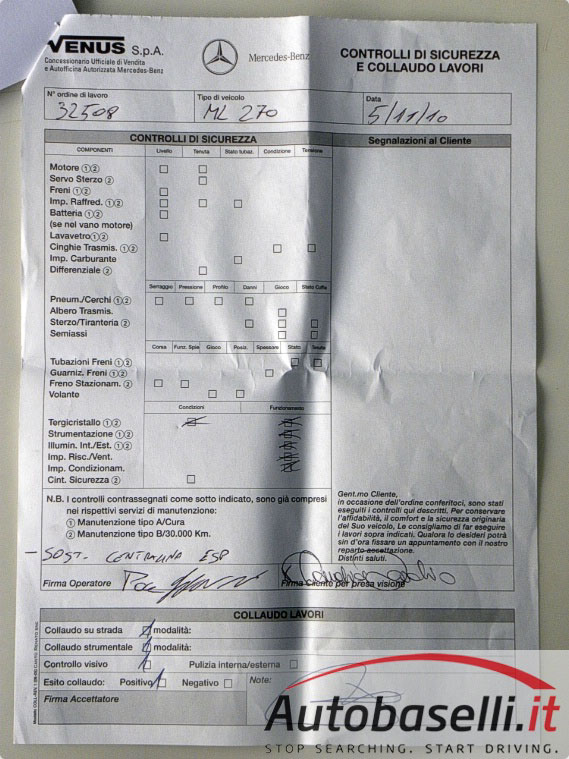 VENUS S.p.A.
Concessionario Ufficiale di Vendita
e Autofficina Autorizzata Mercedes-Benz
Mercedes-Benz
CONTROLLI DI SICUREZZA
E COLLAUDO LAVORI
N° ordine di lavoro
32508
Tipo di veicolo
ML 270
Data
5/11/10
CONTROLLI DI SICUREZZA
Segnalazioni al Cliente
COMPONENTI Livello Tenuta Stato tubaz. Condizione Tensione
Motore ①②
Servo Sterzo ②
Freni ①②
Imp. Raffred. ①②
Batteria ①②
(se nel vano motore)
Lavavetro ①②
Cinghie Trasmis. ①②
Imp. Carburante
Differenziale ②
Serraggio Pressione Profilo Danni Gioco Stato Cuffie
Pneum./Cerchi ①②
Albero Trasmis.
Sterzo/Tiranteria ②
Semiassi
Corsa Funz. Spia Gioco Posiz. Spessore Stato Tenuta
Tubazioni Freni ①②
Guarniz. Freni ①②
Freno Stazionam. ②
Volante
Condizioni Funzionamento
Tergicristallo ①②
Strumentazione ①②
Illumin. Int./Est. ①②
Imp. Risc./Vent.
Imp. Condizionam.
Cint. Sicurezza ②
N.B. I controlli contrassegnati come sotto indicato, sono già compresi
nei rispettivi servizi di manutenzione:
① Manutenzione tipo A/Cura
② Manutenzione tipo B/30.000 Km.
Gent.mo Cliente,
in occasione dell'ordine conferitoci, sono stati
eseguiti i controlli qui descritti. Per conservare
l'affidabilità, il comfort e la sicurezza originaria
del Suo veicolo, Le consigliamo di far eseguire
i lavori sopra indicati. Qualora lo desideri potrà
sin d'ora fissare un appuntamento con il nostro
reparto accettazione.
Distinti saluti.
- SOST. CENTRALINA ESP
Firma Operatore
Firma Cliente per presa visione
COLLAUDO LAVORI
Collaudo su strada modalità:
Collaudo strumentale modalità:
Controllo visivo Pulizia interna/esterna
Esito collaudo: Positivo Negativo Note:
Firma Accettatore
Autobaselli.it
STOP SEARCHING. START DRIVING.